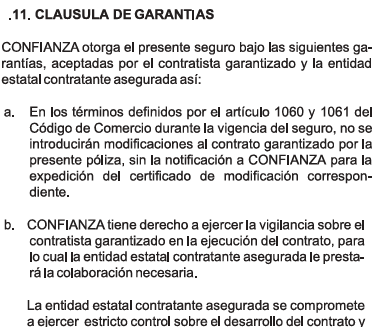 .11. CLAUSULA DE GARANTIAS
CONFIANZA otorga el presente seguro bajo las siguientes ga-
rantías, aceptadas por el contratista garantizado y la entidad
estatal contratante asegurada así:
a. En los términos definidos por el artículo 1060 y 1061 del
Código de Comercio durante la vigencia del seguro, no se
introducirán modificaciones al contrato garantizado por la
presente póliza, sin la notificación a CONFIANZA para la
expedición del certificado de modificación correspon-
diente.
b. CONFIANZA tiene derecho a ejercer la vigilancia sobre el
contratista garantizado en la ejecución del contrato, para
lo cual la entidad estatal contratante asegurada le presta-
rá la colaboración necesaria.
La entidad estatal contratante asegurada se compromete
a ejercer estricto control sobre el desarrollo del contrato y